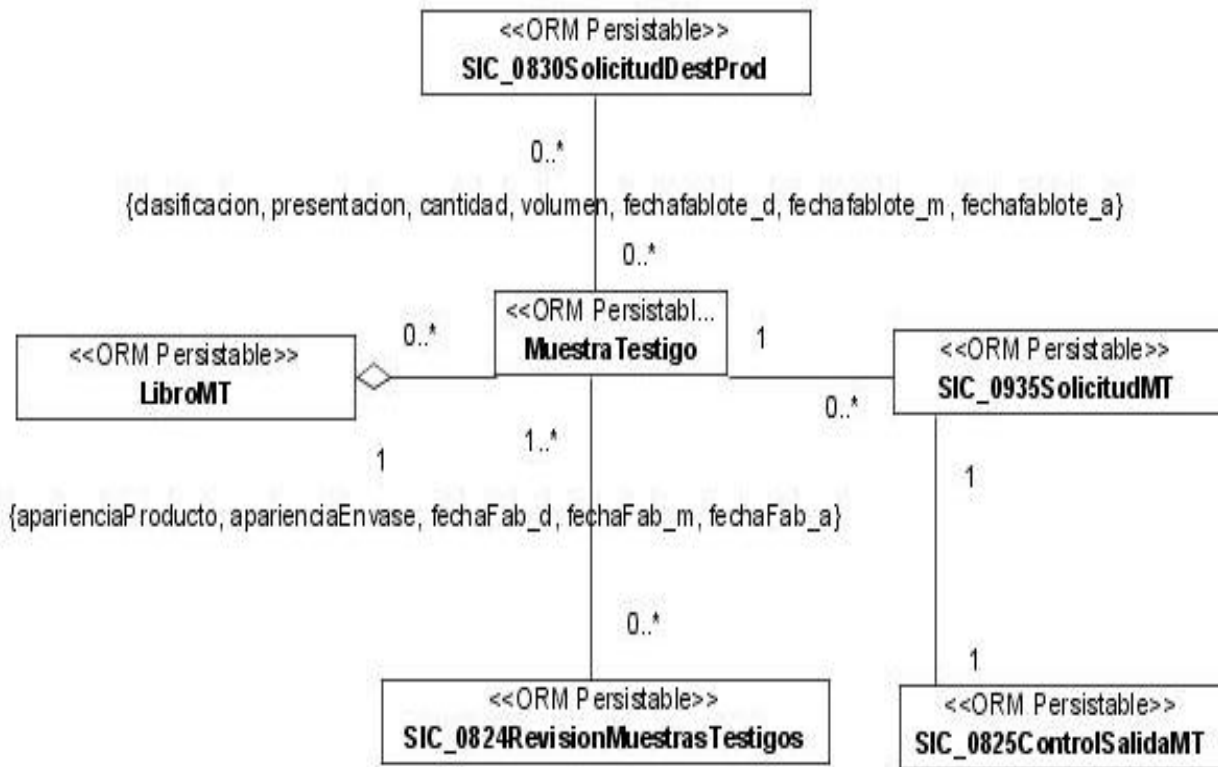 <<ORM Persistable>>
SIC_0830SolicitudDestProd
0..*
{clasificacion, presentacion, cantidad, volumen, fechafablote_d, fechafablote_m, fechafablote_a}
0..*
<<ORM Persistabl...
MuestraTestigo
<<ORM Persistable>>
LibroMT
0..*
1
<<ORM Persistable>>
SIC_0935SolicitudMT
0..*
1
1..*
1
{aparienciaProducto, aparienciaEnvase, fechaFab_d, fechaFab_m, fechaFab_a}
0..*
1
<<ORM Persistable>>
SIC_0824RevisionMuestrasTestigos
<<ORM Persistable>>
SIC_0825ControlSalidaMT